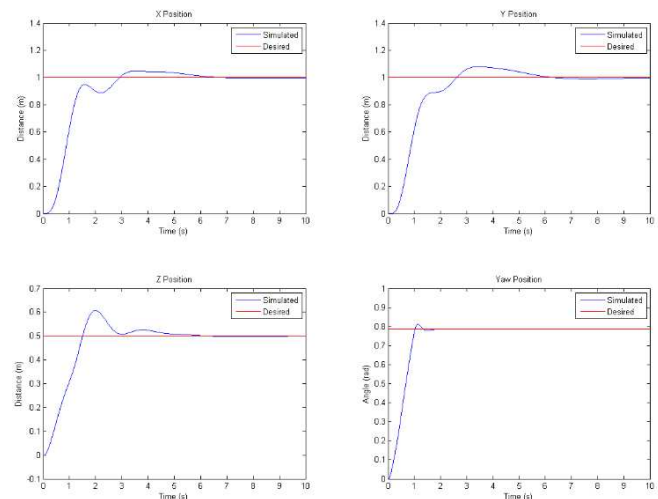 X Position
Simulated
Desired
Distance (m)
1.4
1.2
1
0.8
0.6
0.4
0.2
0
0 1 2 3 4 5 6 7 8 9 10
Time (s)
Y Position
Simulated
Desired
Distance (m)
1.4
1.2
1
0.8
0.6
0.4
0.2
0
0 1 2 3 4 5 6 7 8 9 10
Time (s)
Z Position
Simulated
Desired
Distance (m)
0.7
0.6
0.5
0.4
0.3
0.2
0.1
0
-0.1
0 1 2 3 4 5 6 7 8 9 10
Time (s)
Yaw Position
Simulated
Desired
Angle (rad)
1
0.9
0.8
0.7
0.6
0.5
0.4
0.3
0.2
0.1
0
0 1 2 3 4 5 6 7 8 9 10
Time (s)